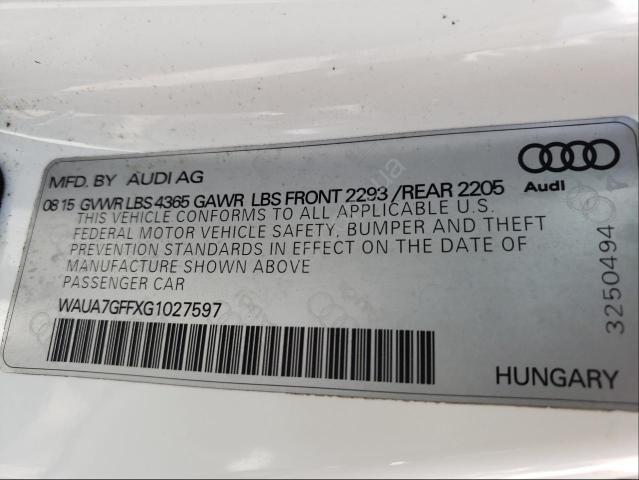 MFD. BY AUDI AG
Audi
08 15 GVWR LBS 4365 GAWR LBS FRONT 2293 /REAR 2205
THIS VEHICLE CONFORMS TO ALL APPLICABLE U.S.
FEDERAL MOTOR VEHICLE SAFETY, BUMPER AND THEFT
PREVENTION STANDARDS IN EFFECT ON THE DATE OF
MANUFACTURE SHOWN ABOVE
PASSENGER CAR
WAUA7GFFXG1027597
HUNGARY
3250494